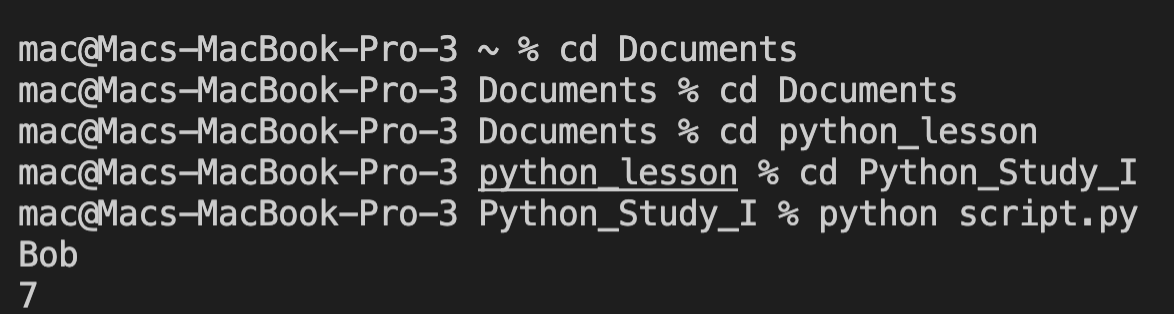 mac@Macs-MacBook-Pro-3 ~ % cd Documents
mac@Macs-MacBook-Pro-3 Documents % cd Documents
mac@Macs-MacBook-Pro-3 Documents % cd python_lesson
mac@Macs-MacBook-Pro-3 python_lesson % cd Python_Study_I
mac@Macs-MacBook-Pro-3 Python_Study_I % python script.py
Bob
7